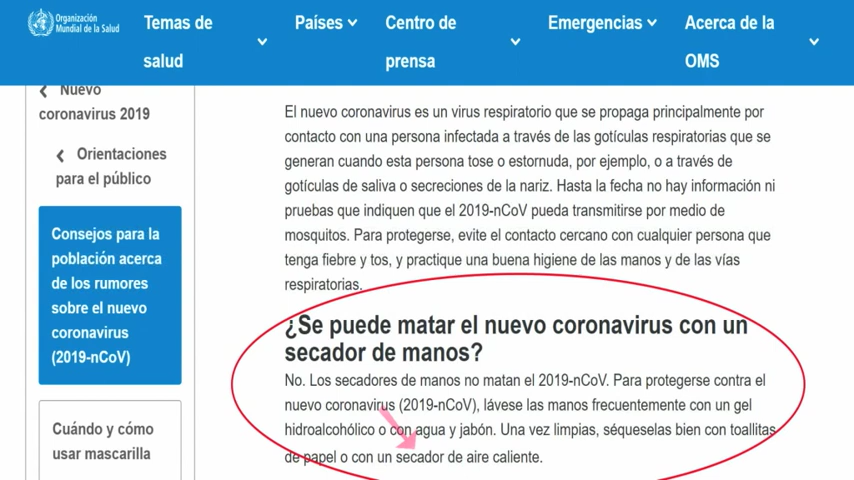 Organización
Mundial de la Salud
Temas de
salud
Países
Centro de
prensa
Emergencias
Acerca de la
OMS
Nuevo
coronavirus 2019
Orientaciones
para el público
Consejos para la
población acerca
de los rumores
sobre el nuevo
coronavirus
(2019-nCoV)
Cuándo y cómo
usar mascarilla
El nuevo coronavirus es un virus respiratorio que se propaga principalmente por
contacto con una persona infectada a través de las gotículas respiratorias que se
generan cuando esta persona tose o estornuda, por ejemplo, o a través de
gotículas de saliva o secreciones de la nariz. Hasta la fecha no hay información ni
pruebas que indiquen que el 2019-nCoV pueda transmitirse por medio de
mosquitos. Para protegerse, evite el contacto cercano con cualquier persona que
tenga fiebre y tos, y practique una buena higiene de las manos y de las vías
respiratorias.
¿Se puede matar el nuevo coronavirus con un
secador de manos?
No. Los secadores de manos no matan el 2019-nCoV. Para protegerse contra el
nuevo coronavirus (2019-nCoV), lávese las manos frecuentemente con un gel
hidroalcohólico o con agua y jabón. Una vez limpias, séqueselas bien con toallitas
de papel o con un secador de aire caliente.